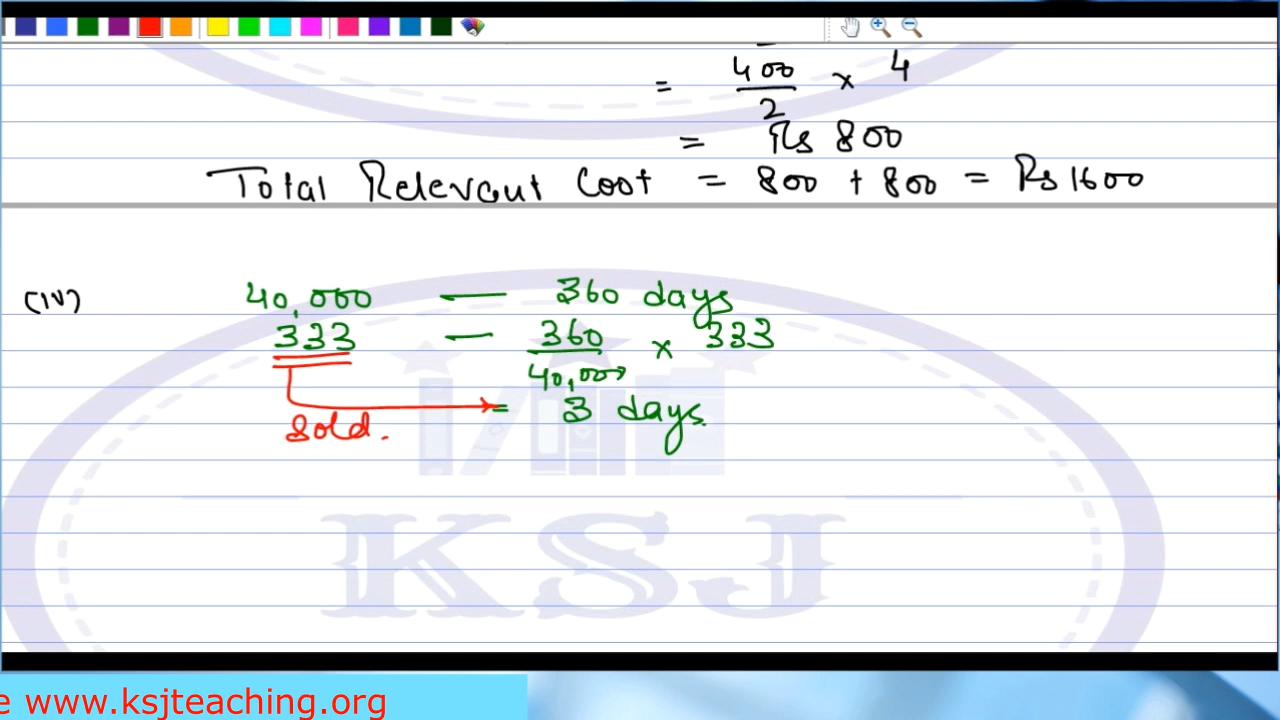 = 400/2 × 4
= Rs 800
Total Relevant Cost = 800 + 800 = Rs 1600
(IV) 40,000 — 360 days
333 — 360/40,000 × 333
= 3 days.
Sold.
KSJ
e www.ksjteaching.org